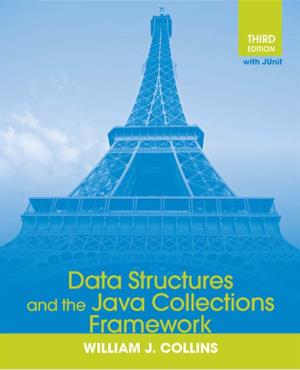 THIRD
EDITION
with JUnit
Data Structures
and the Java Collections
Framework
WILLIAM J. COLLINS